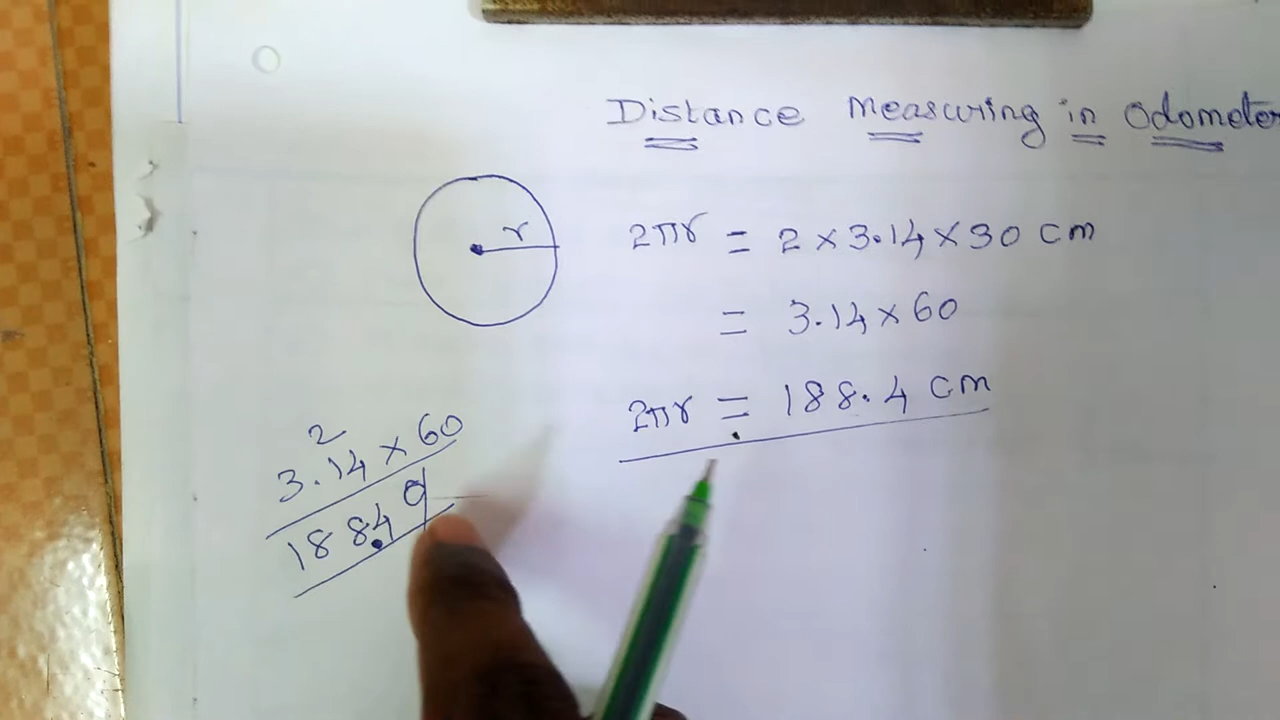 Distance Measuring in Odometer
r
2πr = 2 × 3.14 × 30 cm
= 3.14 × 60
2πr = 188.4 cm
2
3.14 × 60
188.40